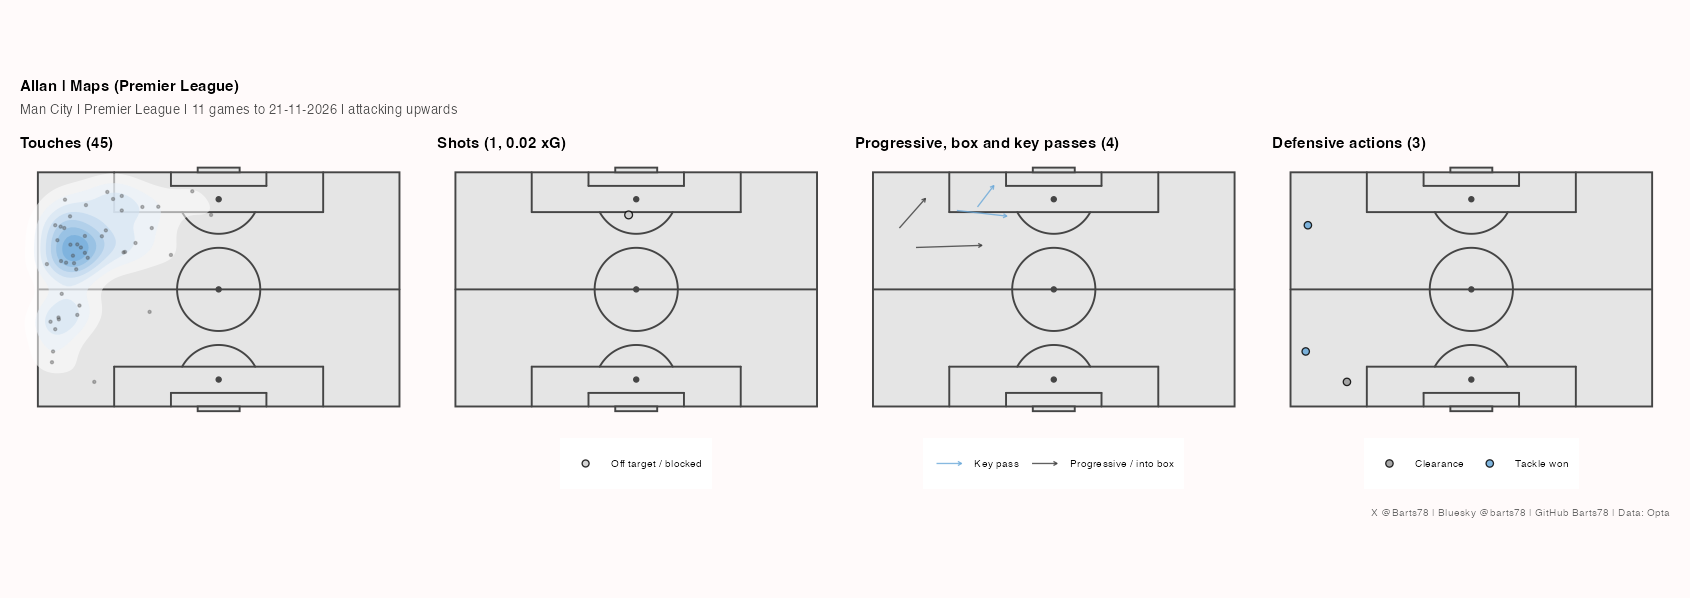 Allan | Maps (Premier League)
Man City | Premier League | 11 games to 21-11-2026 | attacking upwards
Touches (45)
Shots (1, 0.02 xG)
Progressive, box and key passes (4)
Defensive actions (3)
Off target / blocked
Key pass
Progressive / into box
Clearance
Tackle won
X @Barts78 | Bluesky @barts78 | GitHub Barts78 | Data: Opta